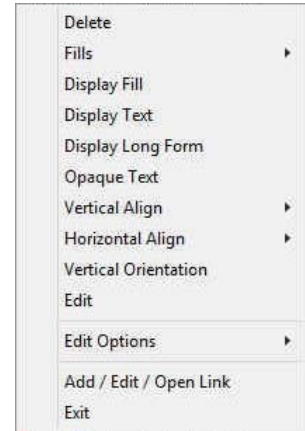 Delete
Fills
Display Fill
Display Text
Display Long Form
Opaque Text
Vertical Align
Horizontal Align
Vertical Orientation
Edit
Edit Options
Add / Edit / Open Link
Exit